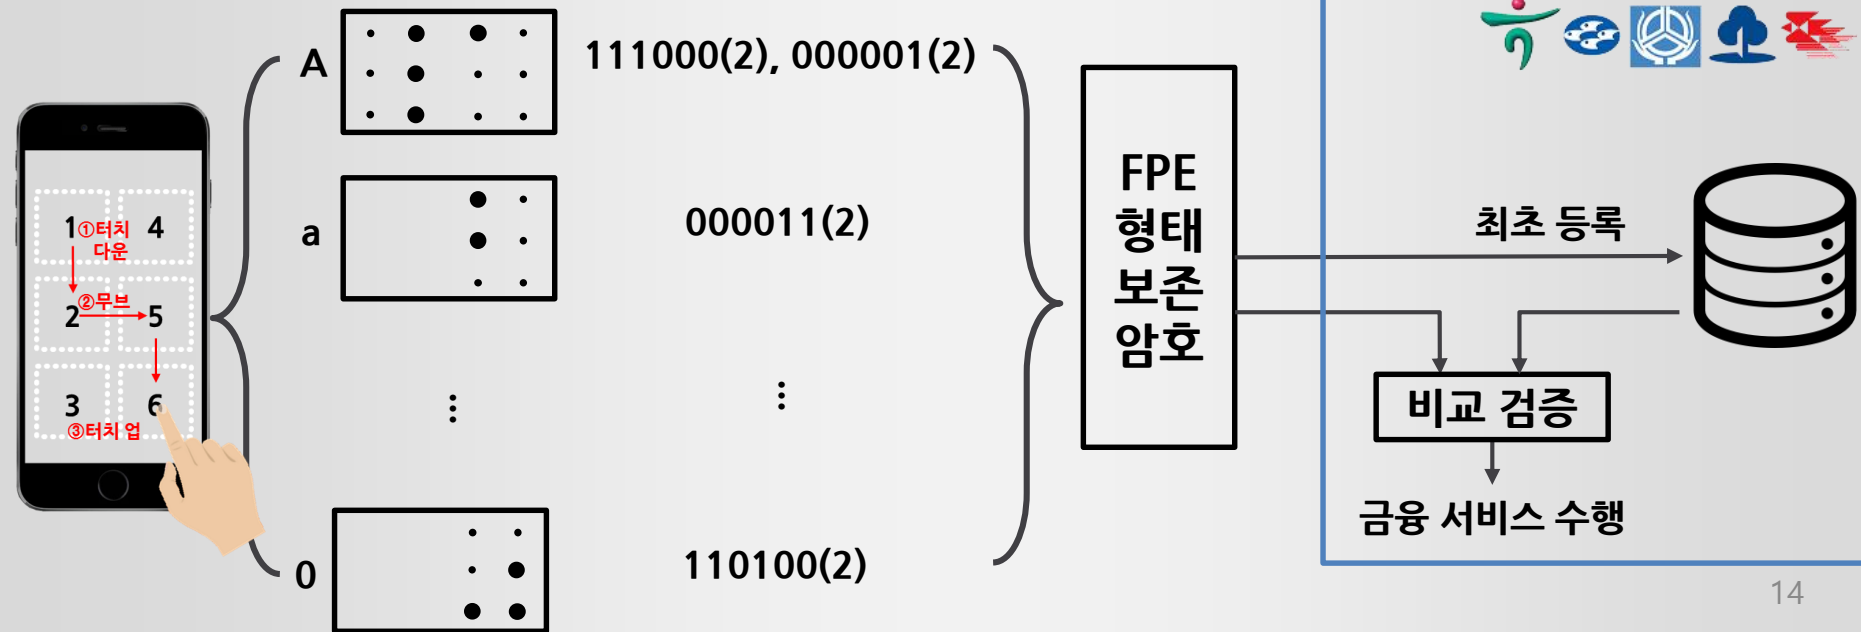 A
111000(2), 000001(2)
a
000011(2)
⋮
⋮
0
110100(2)
1
①터치
다운
4
②무브
2
5
3
6
③터치 업
FPE
형태
보존
암호
최초 등록
비교 검증
금융 서비스 수행
14